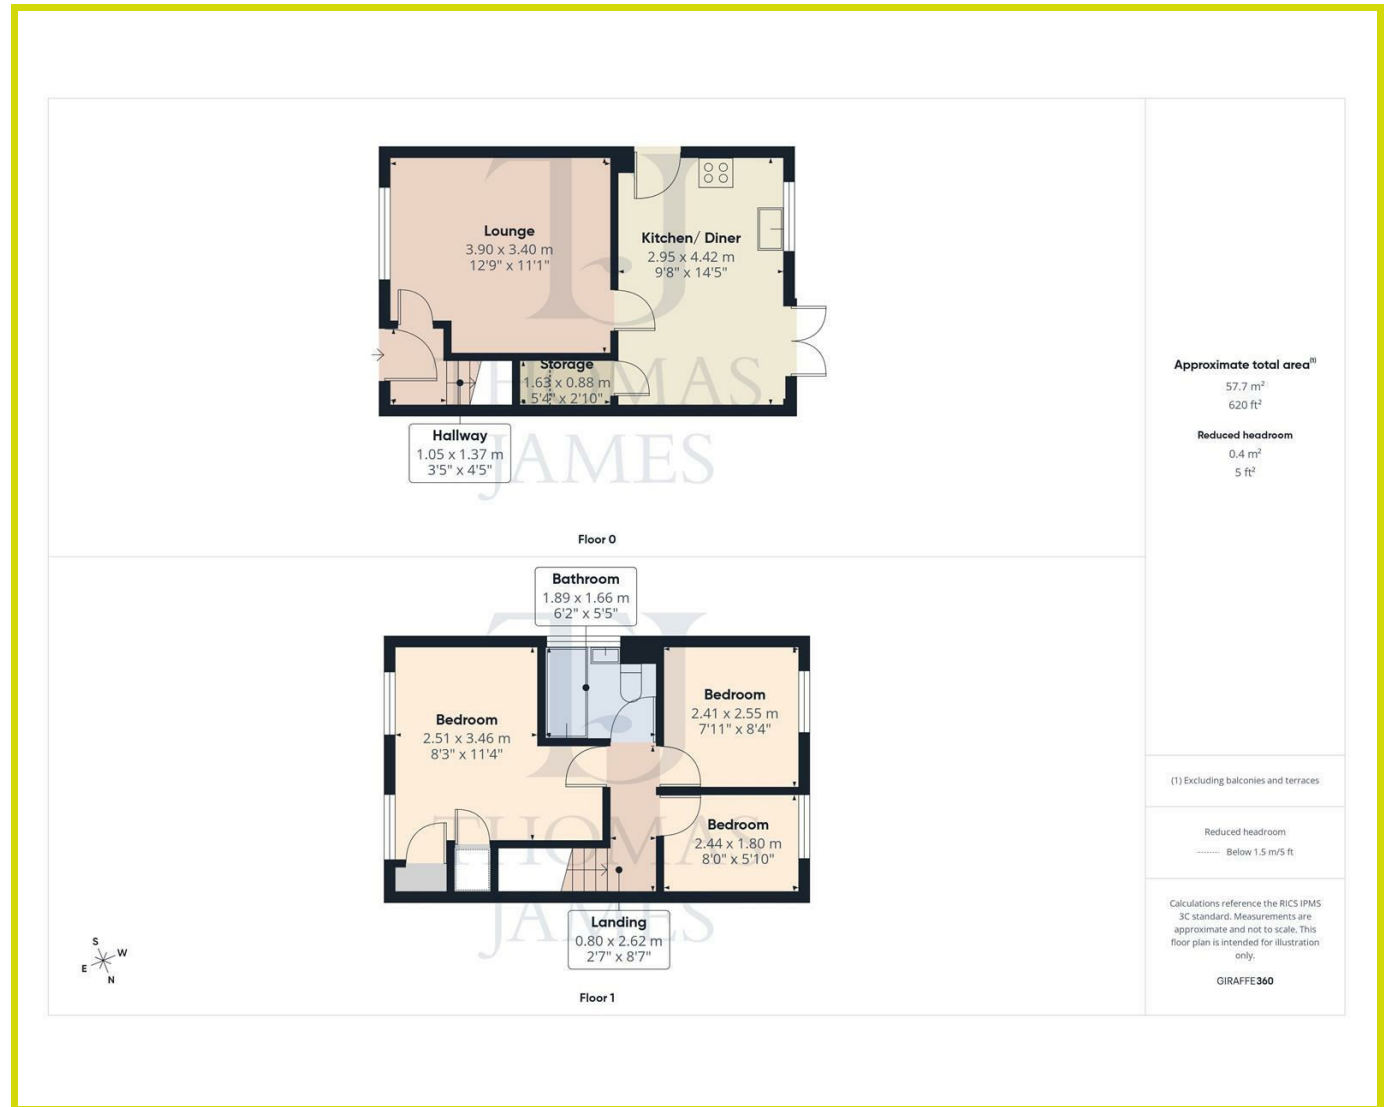 Lounge
3.90 x 3.40 m
12'9" x 11'1"
Kitchen/ Diner
2.95 x 4.42 m
9'8" x 14'5"
Storage
1.63 x 0.88 m
5'4" x 2'10"
Hallway
1.05 x 1.37 m
3'5" x 4'5"
TJ
THOMAS
JAMES
Floor 0
Bathroom
1.89 x 1.66 m
6'2" x 5'5"
Bedroom
2.51 x 3.46 m
8'3" x 11'4"
Bedroom
2.41 x 2.55 m
7'11" x 8'4"
Bedroom
2.44 x 1.80 m
8'0" x 5'10"
Landing
0.80 x 2.62 m
2'7" x 8'7"
TJ
THOMAS
JAMES
S
W
E
N
Floor 1
Approximate total area(1)
57.7 m²
620 ft²
Reduced headroom
0.4 m²
5 ft²
(1) Excluding balconies and terraces
Reduced headroom
Below 1.5 m/5 ft
Calculations reference the RICS IPMS
3C standard. Measurements are
approximate and not to scale. This
floor plan is intended for illustration
only.
GIRAFFE360